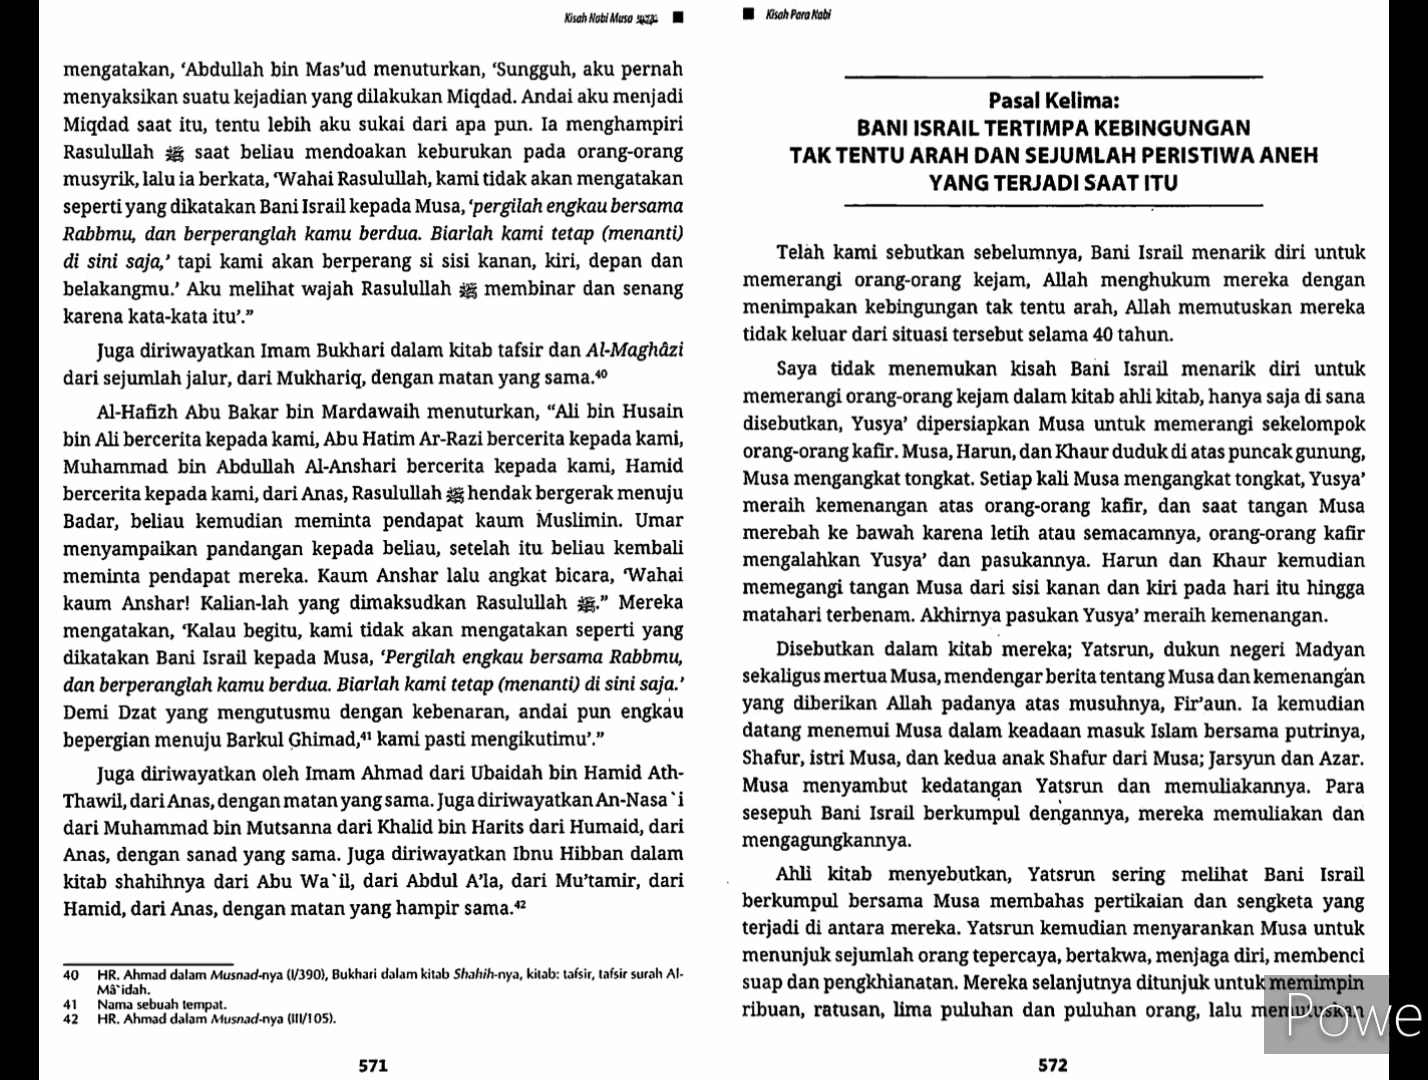 Kisah Nabi Musa
mengatakan, ‘Abdullah bin Mas’ud menuturkan, ‘Sungguh, aku pernah
menyaksikan suatu kejadian yang dilakukan Miqdad. Andai aku menjadi
Miqdad saat itu, tentu lebih aku sukai dari apa pun. Ia menghampiri
Rasulullah ﷺ saat beliau mendoakan keburukan pada orang-orang
musyrik, lalu ia berkata, ‘Wahai Rasulullah, kami tidak akan mengatakan
seperti yang dikatakan Bani Israil kepada Musa, ‘pergilah engkau bersama
Rabbmu, dan berperanglah kamu berdua. Biarlah kami tetap (menanti)
di sini saja,’ tapi kami akan berperang si sisi kanan, kiri, depan dan
belakangmu.’ Aku melihat wajah Rasulullah ﷺ membinar dan senang
karena kata-kata itu’.”
Juga diriwayatkan Imam Bukhari dalam kitab tafsir dan Al-Maghâzi
dari sejumlah jalur, dari Mukhariq, dengan matan yang sama.⁴⁰
Al-Hafizh Abu Bakar bin Mardawaih menuturkan, “Ali bin Husain
bin Ali bercerita kepada kami, Abu Hatim Ar-Razi bercerita kepada kami,
Muhammad bin Abdullah Al-Anshari bercerita kepada kami, Hamid
bercerita kepada kami, dari Anas, Rasulullah ﷺ hendak bergerak menuju
Badar, beliau kemudian meminta pendapat kaum Muslimin. Umar
menyampaikan pandangan kepada beliau, setelah itu beliau kembali
meminta pendapat mereka. Kaum Anshar lalu angkat bicara, ‘Wahai
kaum Anshar! Kalian-lah yang dimaksudkan Rasulullah ﷺ.” Mereka
mengatakan, ‘Kalau begitu, kami tidak akan mengatakan seperti yang
dikatakan Bani Israil kepada Musa, ‘Pergilah engkau bersama Rabbmu,
dan berperanglah kamu berdua. Biarlah kami tetap (menanti) di sini saja.’
Demi Dzat yang mengutusmu dengan kebenaran, andai pun engkau
bepergian menuju Barkul Ghimad,⁴¹ kami pasti mengikutimu’.”
Juga diriwayatkan oleh Imam Ahmad dari Ubaidah bin Hamid Ath-
Thawil, dari Anas, dengan matan yang sama. Juga diriwayatkan An-Nasa`i
dari Muhammad bin Mutsanna dari Khalid bin Harits dari Humaid, dari
Anas, dengan sanad yang sama. Juga diriwayatkan Ibnu Hibban dalam
kitab shahihnya dari Abu Wa`il, dari Abdul A’la, dari Mu’tamir, dari
Hamid, dari Anas, dengan matan yang hampir sama.⁴²
40 HR. Ahmad dalam Musnad-nya (I/390), Bukhari dalam kitab Shahih-nya, kitab: tafsir, tafsir surah Al-
Mâ`idah.
41 Nama sebuah tempat.
42 HR. Ahmad dalam Musnad-nya (III/105).
571
Kisah Para Nabi
Pasal Kelima:
BANI ISRAIL TERTIMPA KEBINGUNGAN
TAK TENTU ARAH DAN SEJUMLAH PERISTIWA ANEH
YANG TERJADI SAAT ITU
Telah kami sebutkan sebelumnya, Bani Israil menarik diri untuk
memerangi orang-orang kejam, Allah menghukum mereka dengan
menimpakan kebingungan tak tentu arah, Allah memutuskan mereka
tidak keluar dari situasi tersebut selama 40 tahun.
Saya tidak menemukan kisah Bani Israil menarik diri untuk
memerangi orang-orang kejam dalam kitab ahli kitab, hanya saja di sana
disebutkan, Yusya’ dipersiapkan Musa untuk memerangi sekelompok
orang-orang kafir. Musa, Harun, dan Khaur duduk di atas puncak gunung,
Musa mengangkat tongkat. Setiap kali Musa mengangkat tongkat, Yusya’
meraih kemenangan atas orang-orang kafir, dan saat tangan Musa
merebah ke bawah karena letih atau semacamnya, orang-orang kafir
mengalahkan Yusya’ dan pasukannya. Harun dan Khaur kemudian
memegangi tangan Musa dari sisi kanan dan kiri pada hari itu hingga
matahari terbenam. Akhirnya pasukan Yusya’ meraih kemenangan.
Disebutkan dalam kitab mereka; Yatsrun, dukun negeri Madyan
sekaligus mertua Musa, mendengar berita tentang Musa dan kemenangan
yang diberikan Allah padanya atas musuhnya, Fir’aun. Ia kemudian
datang menemui Musa dalam keadaan masuk Islam bersama putrinya,
Shafur, istri Musa, dan kedua anak Shafur dari Musa; Jarsyun dan Azar.
Musa menyambut kedatangan Yatsrun dan memuliakannya. Para
sesepuh Bani Israil berkumpul dengannya, mereka memuliakan dan
mengagungkannya.
Ahli kitab menyebutkan, Yatsrun sering melihat Bani Israil
berkumpul bersama Musa membahas pertikaian dan sengketa yang
terjadi di antara mereka. Yatsrun kemudian menyarankan Musa untuk
menunjuk sejumlah orang tepercaya, bertakwa, menjaga diri, membenci
suap dan pengkhianatan. Mereka selanjutnya ditunjuk untuk memimpin
ribuan, ratusan, lima puluhan dan puluhan orang, lalu memutuskan
Powe
572